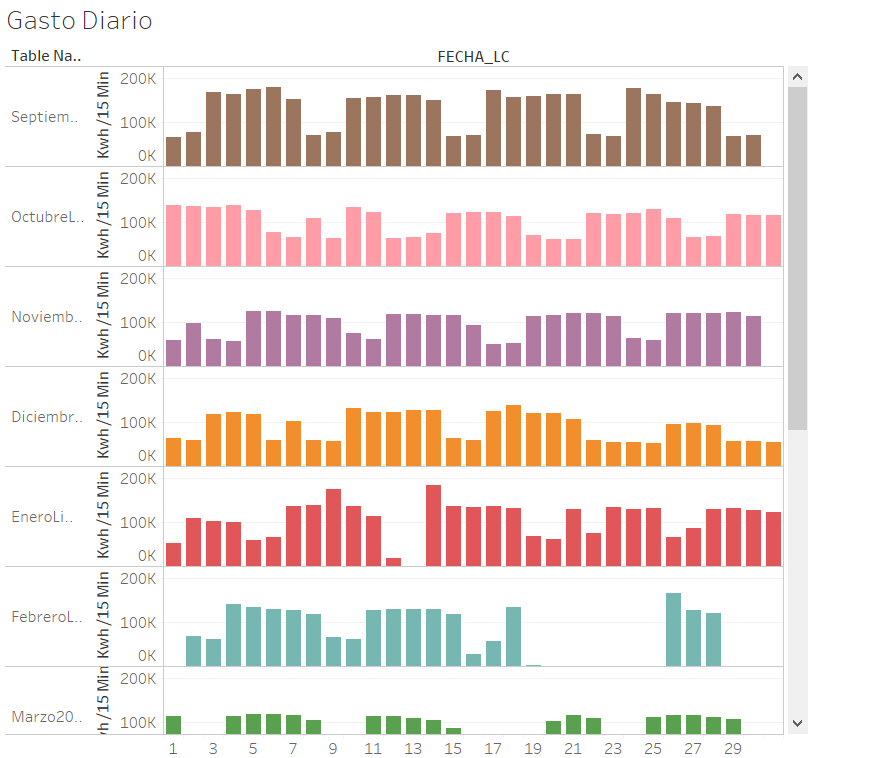 Gasto Diario
Table Na.. FECHA_LC
Septiem.. Kwh/15 Min 200K 100K 0K
OctubreL.. Kwh/15 Min 200K 100K 0K
Noviemb.. Kwh/15 Min 200K 100K 0K
Diciembr.. Kwh/15 Min 200K 100K 0K
EneroLi.. Kwh/15 Min 200K 100K 0K
FebreroL.. Kwh/15 Min 200K 100K 0K
Marzo20.. Kwh/15 Min 200K 100K
1 3 5 7 9 11 13 15 17 19 21 23 25 27 29